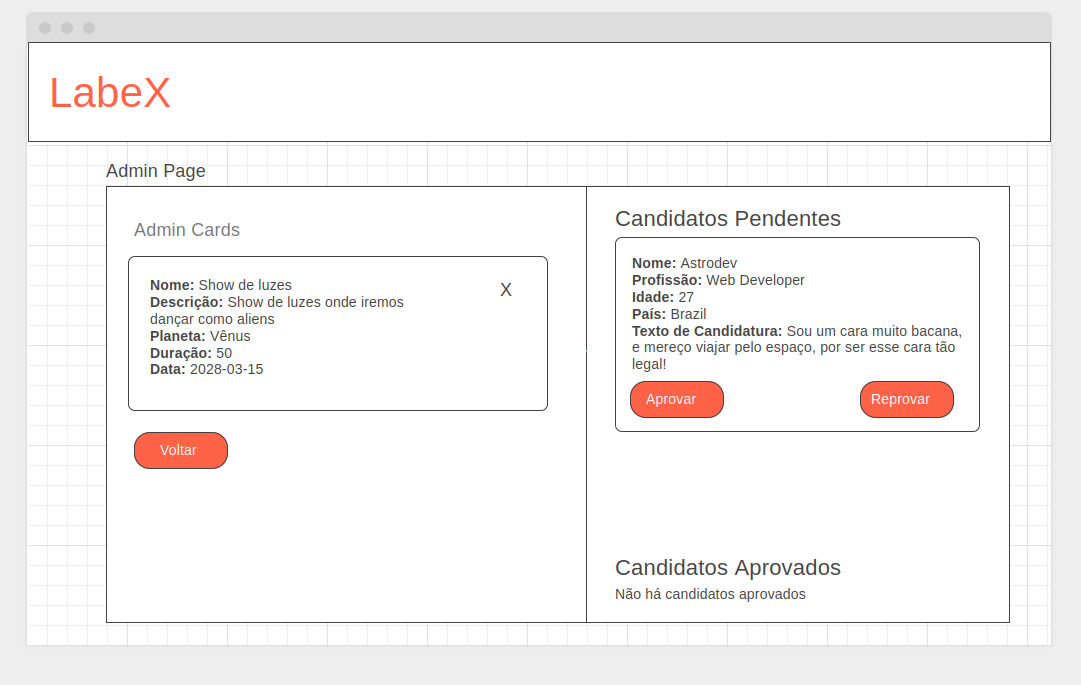 LabeX
Admin Page
Admin Cards
Nome: Show de luzes
X
Descrição: Show de luzes onde iremos
dançar como aliens
Planeta: Vênus
Duração: 50
Data: 2028-03-15
Voltar
Candidatos Pendentes
Nome: Astrodev
Profissão: Web Developer
Idade: 27
País: Brazil
Texto de Candidatura: Sou um cara muito bacana,
e mereço viajar pelo espaço, por ser esse cara tão
legal!
Aprovar
Reprovar
Candidatos Aprovados
Não há candidatos aprovados